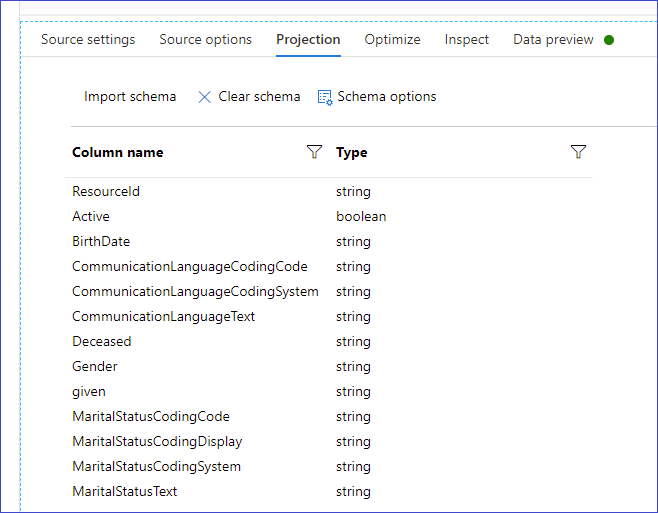 Source settings Source options Projection Optimize Inspect Data preview
Import schema Clear schema Schema options
Column name Type
ResourceId string
Active boolean
BirthDate string
CommunicationLanguageCodingCode string
CommunicationLanguageCodingSystem string
CommunicationLanguageText string
Deceased string
Gender string
given string
MaritalStatusCodingCode string
MaritalStatusCodingDisplay string
MaritalStatusCodingSystem string
MaritalStatusText string